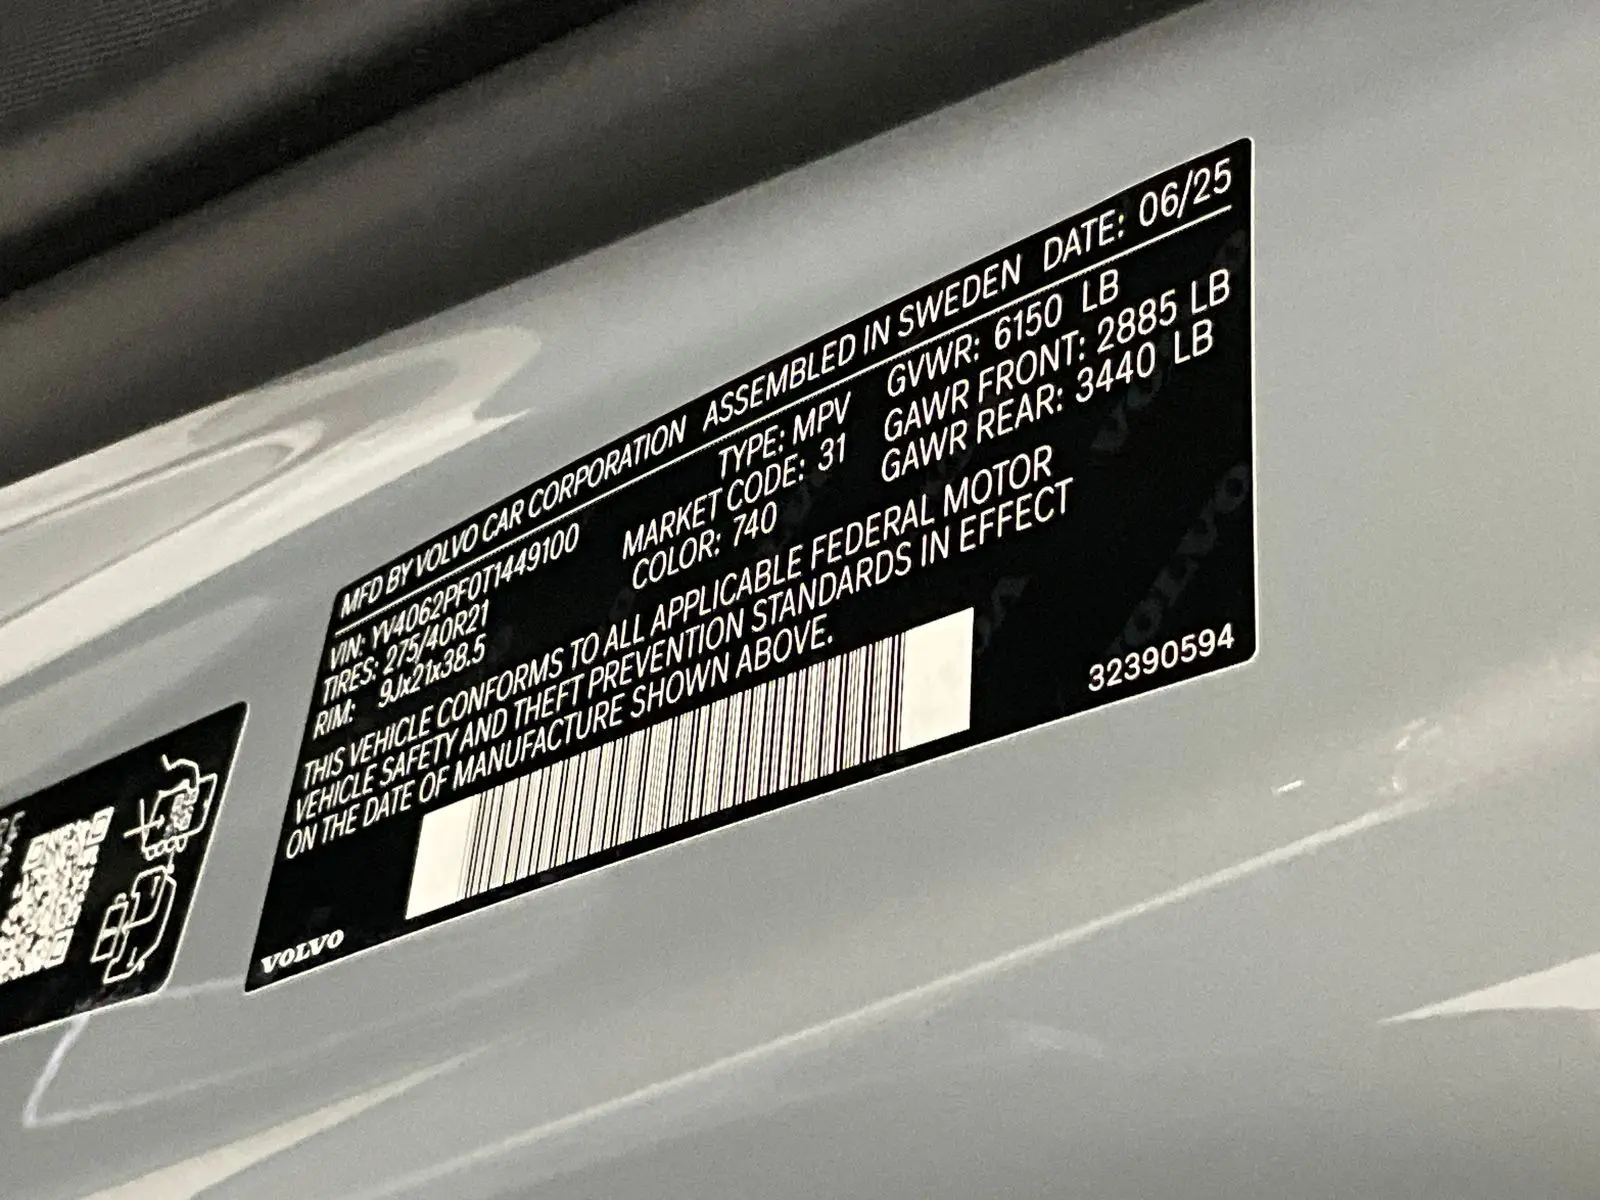 MFD BY VOLVO CAR CORPORATION ASSEMBLED IN SWEDEN DATE: 06/25
VIN: YV4062PF0T1449100 TYPE: MPV GVWR: 6150 LB
TIRES: 275/40R21 MARKET CODE: 31 GAWR FRONT: 2885 LB
RIM: 9Jx21x38.5 COLOR: 740 GAWR REAR: 3440 LB
THIS VEHICLE CONFORMS TO ALL APPLICABLE FEDERAL MOTOR
VEHICLE SAFETY AND THEFT PREVENTION STANDARDS IN EFFECT
ON THE DATE OF MANUFACTURE SHOWN ABOVE.
32390594
VOLVO